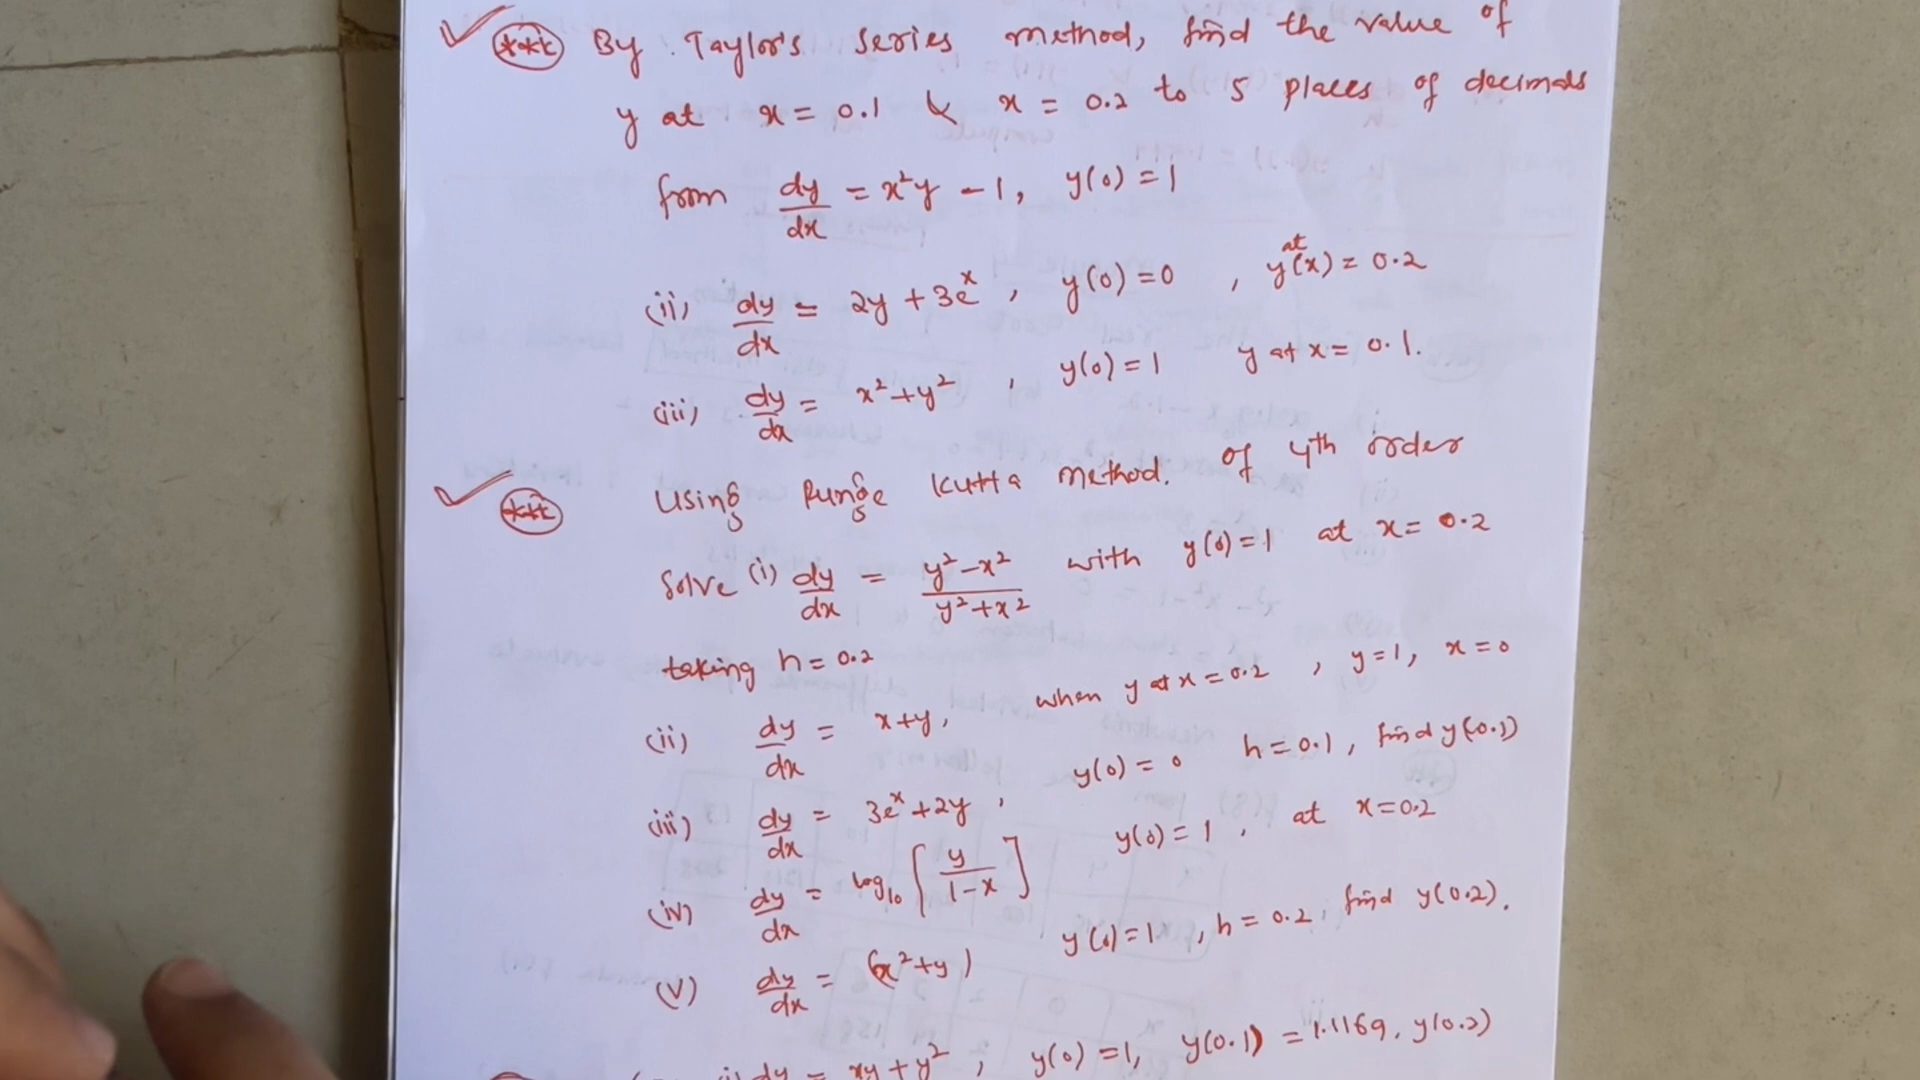 *** By Taylor's series method, find the value of
y at x = 0.1 & x = 0.2 to 5 places of decimals
from dy/dx = x²y - 1, y(0) = 1
(ii) dy/dx = 2y + 3e^x, y(0) = 0, at y(x) = 0.2
(iii) dy/dx = x² + y², y(0) = 1 y at x = 0.1.
*** Using Runge Kutta method. of 4th order
Solve (i) dy/dx = (y² - x²)/(y² + x²) with y(0) = 1 at x = 0.2
taking h = 0.2
(ii) dy/dx = x + y, when y at x = 0.2, y = 1, x = 0
(iii) dy/dx = 3e^x + 2y, y(0) = 0 h = 0.1, find y(0.1)
(iv) dy/dx = log₁₀ [y/(1-x)] y(0) = 1, at x = 0.2
(v) dy/dx = (x² + y) y(0) = 1, h = 0.2, find y(0.2).
dy = xy + y², y(0) = 1, y(0.1) = 1.1169, y(0.2)